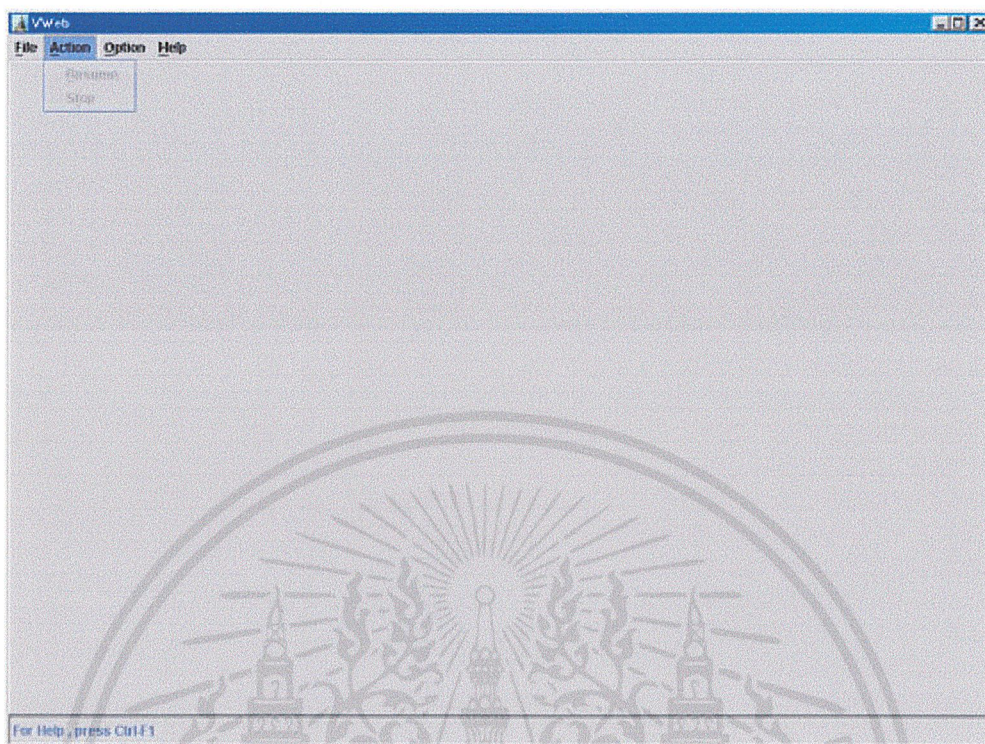 VWeb
File Action Option Help
Resume
Stop
For Help , press Ctrl-F1